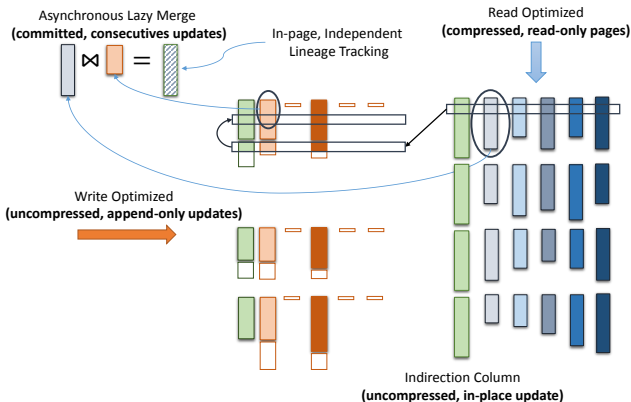 Asynchronous Lazy Merge
(committed, consecutives updates)
⋈ =
In-page, Independent
Lineage Tracking
Read Optimized
(compressed, read-only pages)
Write Optimized
(uncompressed, append-only updates)
Indirection Column
(uncompressed, in-place update)